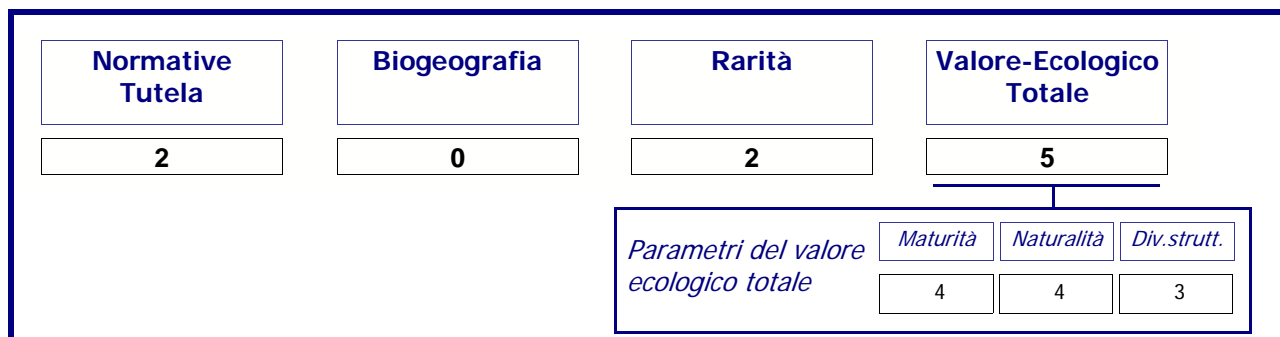 Normative
Tutela
Biogeografia
Rarità
Valore-Ecologico
Totale
2
0
2
5
Parametri del valore
ecologico totale
Maturità
Naturalità
Div.strutt.
4
4
3